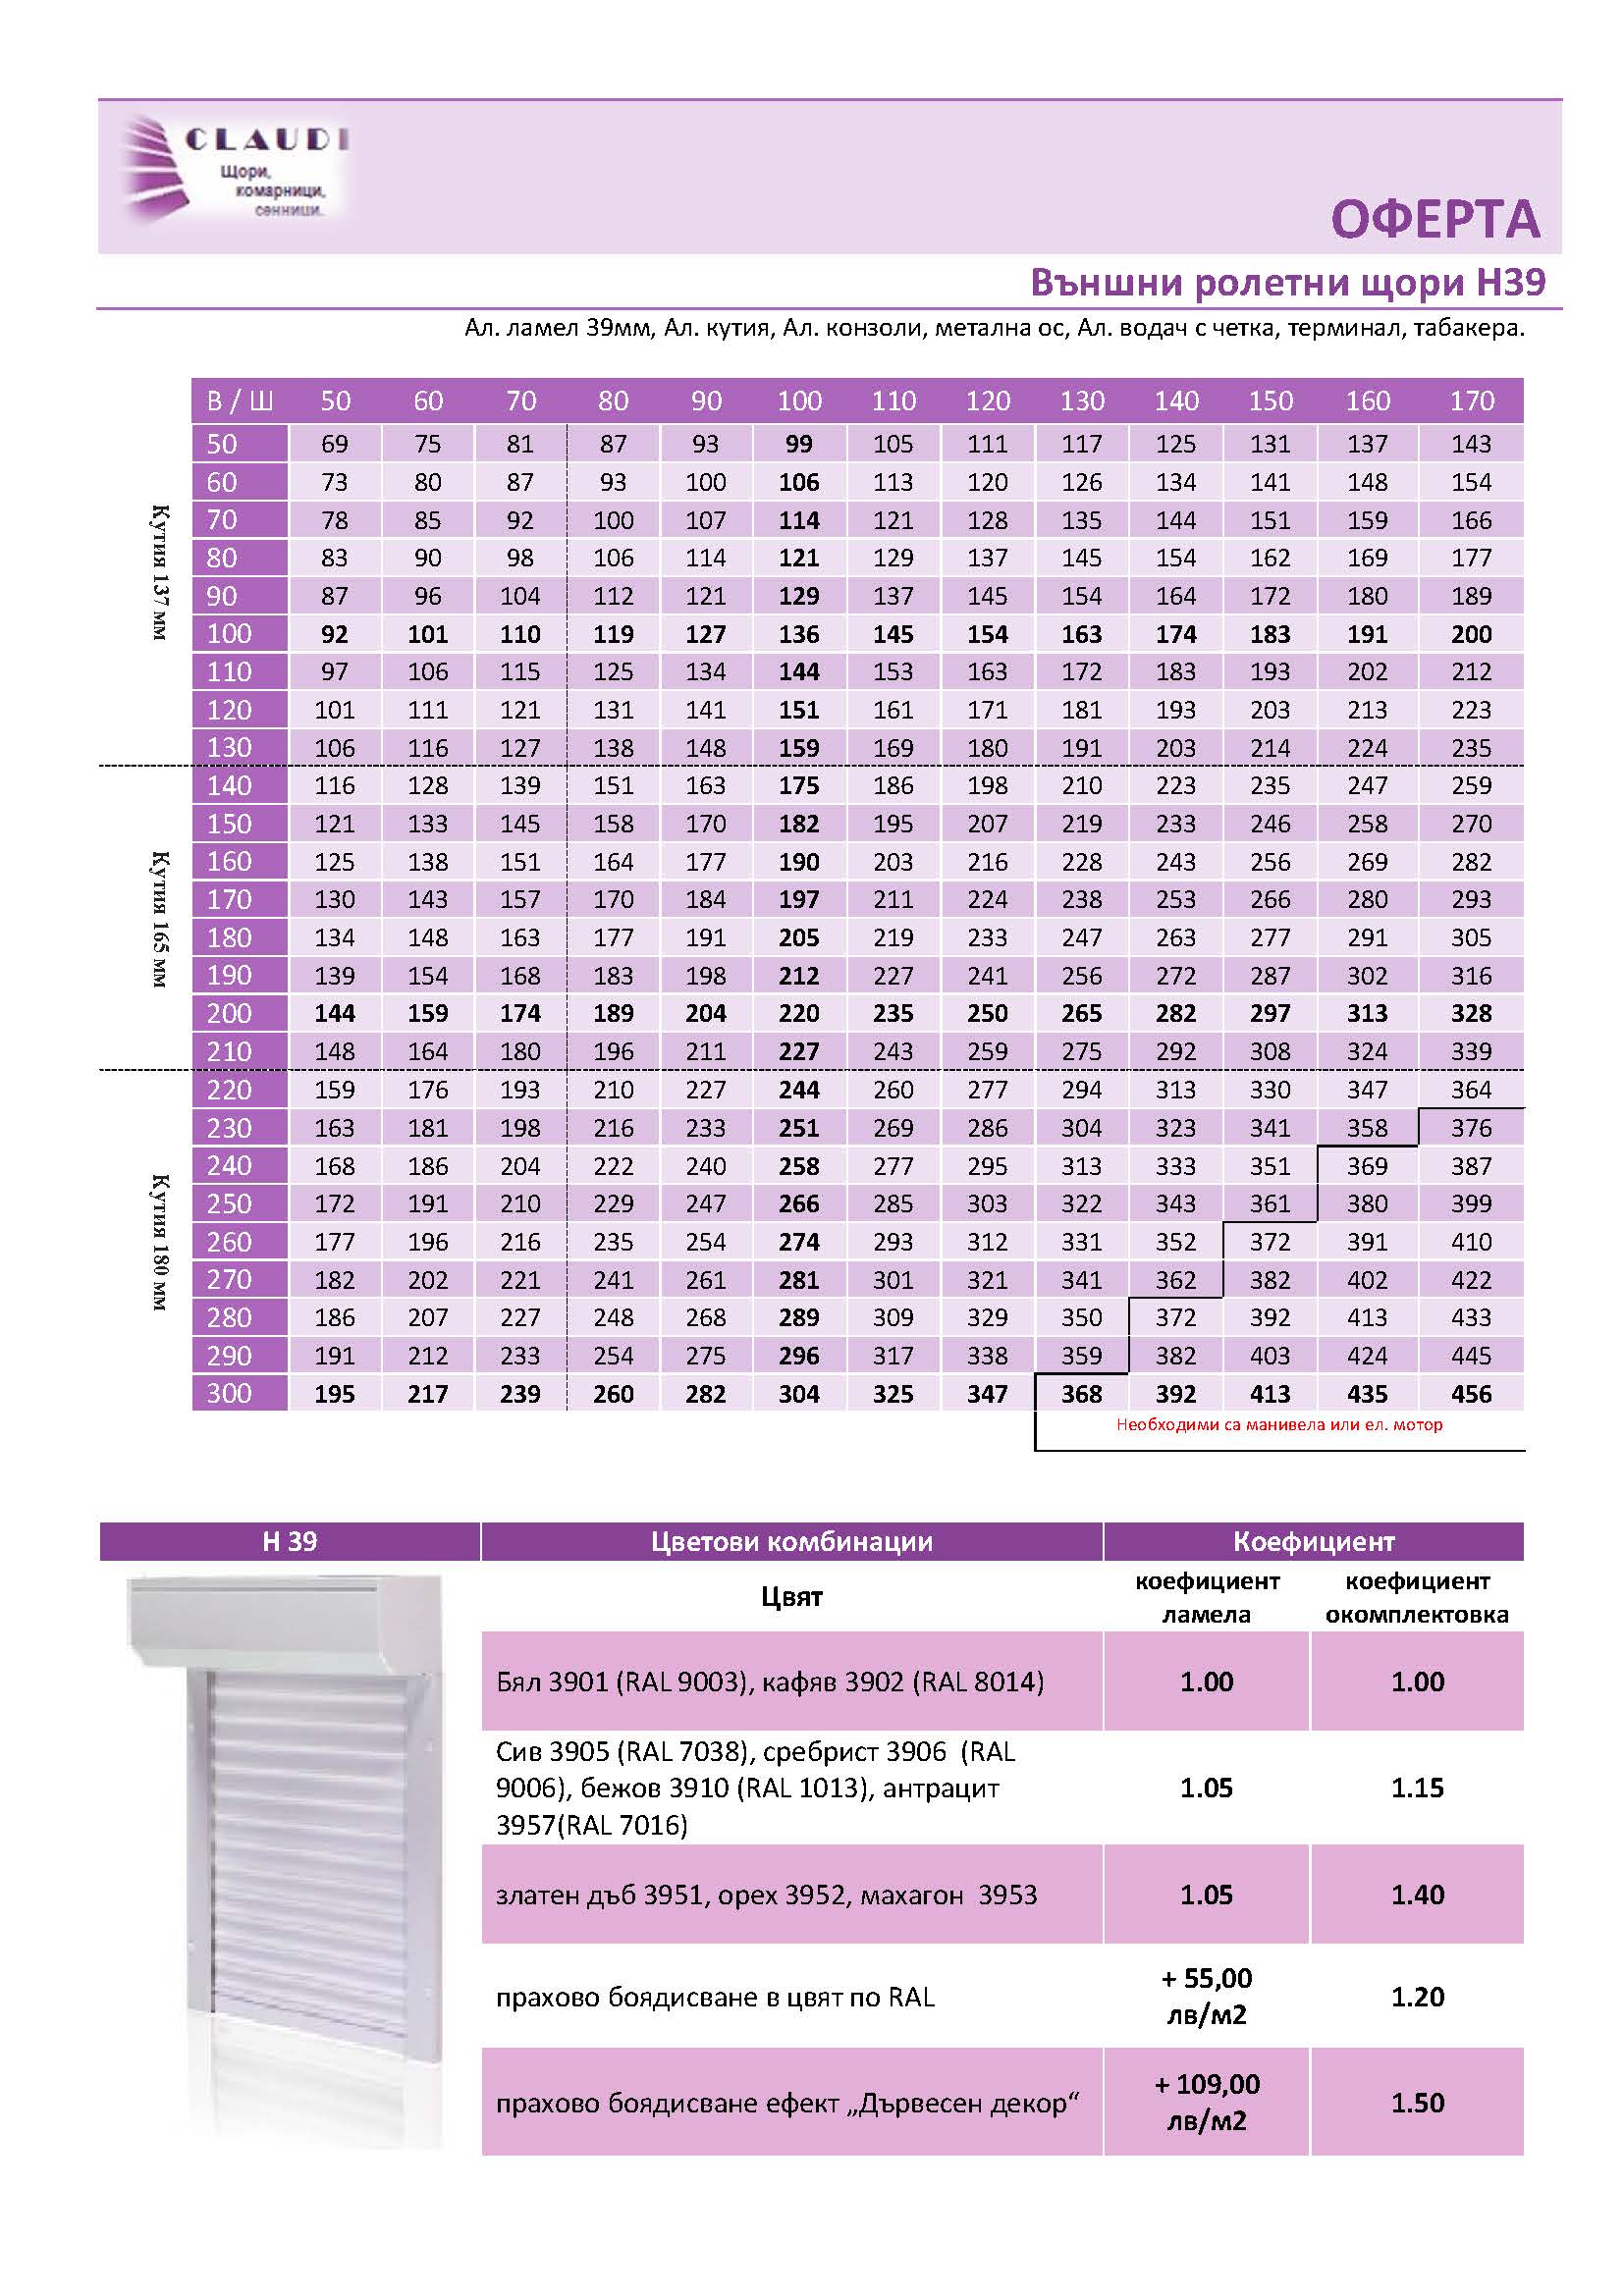 CLAUDI
Щори,
комарници,
сенници.
ОФЕРТА
Външни ролетни щори Н39
Ал. ламел 39мм, Ал. кутия, Ал. конзоли, метална ос, Ал. водач с четка, терминал, табакера.
В / Ш 50 60 70 80 90 100 110 120 130 140 150 160 170
Кутия 137 мм
50 69 75 81 87 93 99 105 111 117 125 131 137 143
60 73 80 87 93 100 106 113 120 126 134 141 148 154
70 78 85 92 100 107 114 121 128 135 144 151 159 166
80 83 90 98 106 114 121 129 137 145 154 162 169 177
90 87 96 104 112 121 129 137 145 154 164 172 180 189
100 92 101 110 119 127 136 145 154 163 174 183 191 200
110 97 106 115 125 134 144 153 163 172 183 193 202 212
120 101 111 121 131 141 151 161 171 181 193 203 213 223
130 106 116 127 138 148 159 169 180 191 203 214 224 235
Кутия 165 мм
140 116 128 139 151 163 175 186 198 210 223 235 247 259
150 121 133 145 158 170 182 195 207 219 233 246 258 270
160 125 138 151 164 177 190 203 216 228 243 256 269 282
170 130 143 157 170 184 197 211 224 238 253 266 280 293
180 134 148 163 177 191 205 219 233 247 263 277 291 305
190 139 154 168 183 198 212 227 241 256 272 287 302 316
200 144 159 174 189 204 220 235 250 265 282 297 313 328
210 148 164 180 196 211 227 243 259 275 292 308 324 339
Кутия 180 мм
220 159 176 193 210 227 244 260 277 294 313 330 347 364
230 163 181 198 216 233 251 269 286 304 323 341 358 376
240 168 186 204 222 240 258 277 295 313 333 351 369 387
250 172 191 210 229 247 266 285 303 322 343 361 380 399
260 177 196 216 235 254 274 293 312 331 352 372 391 410
270 182 202 221 241 261 281 301 321 341 362 382 402 422
280 186 207 227 248 268 289 309 329 350 372 392 413 433
290 191 212 233 254 275 296 317 338 359 382 403 424 445
300 195 217 239 260 282 304 325 347 368 392 413 435 456
Необходими са манивела или ел. мотор
Н 39 Цветови комбинации Коефициент
Цвят
коефициент
ламела
коефициент
окомплектовка
Бял 3901 (RAL 9003), кафяв 3902 (RAL 8014) 1.00 1.00
Сив 3905 (RAL 7038), сребрист 3906 (RAL
9006), бежов 3910 (RAL 1013), антрацит
3957(RAL 7016)
1.05 1.15
златен дъб 3951, орех 3952, махагон 3953 1.05 1.40
прахово боядисване в цвят по RAL
+ 55,00
лв/м2
1.20
прахово боядисване ефект „Дървесен декор“
+ 109,00
лв/м2
1.50